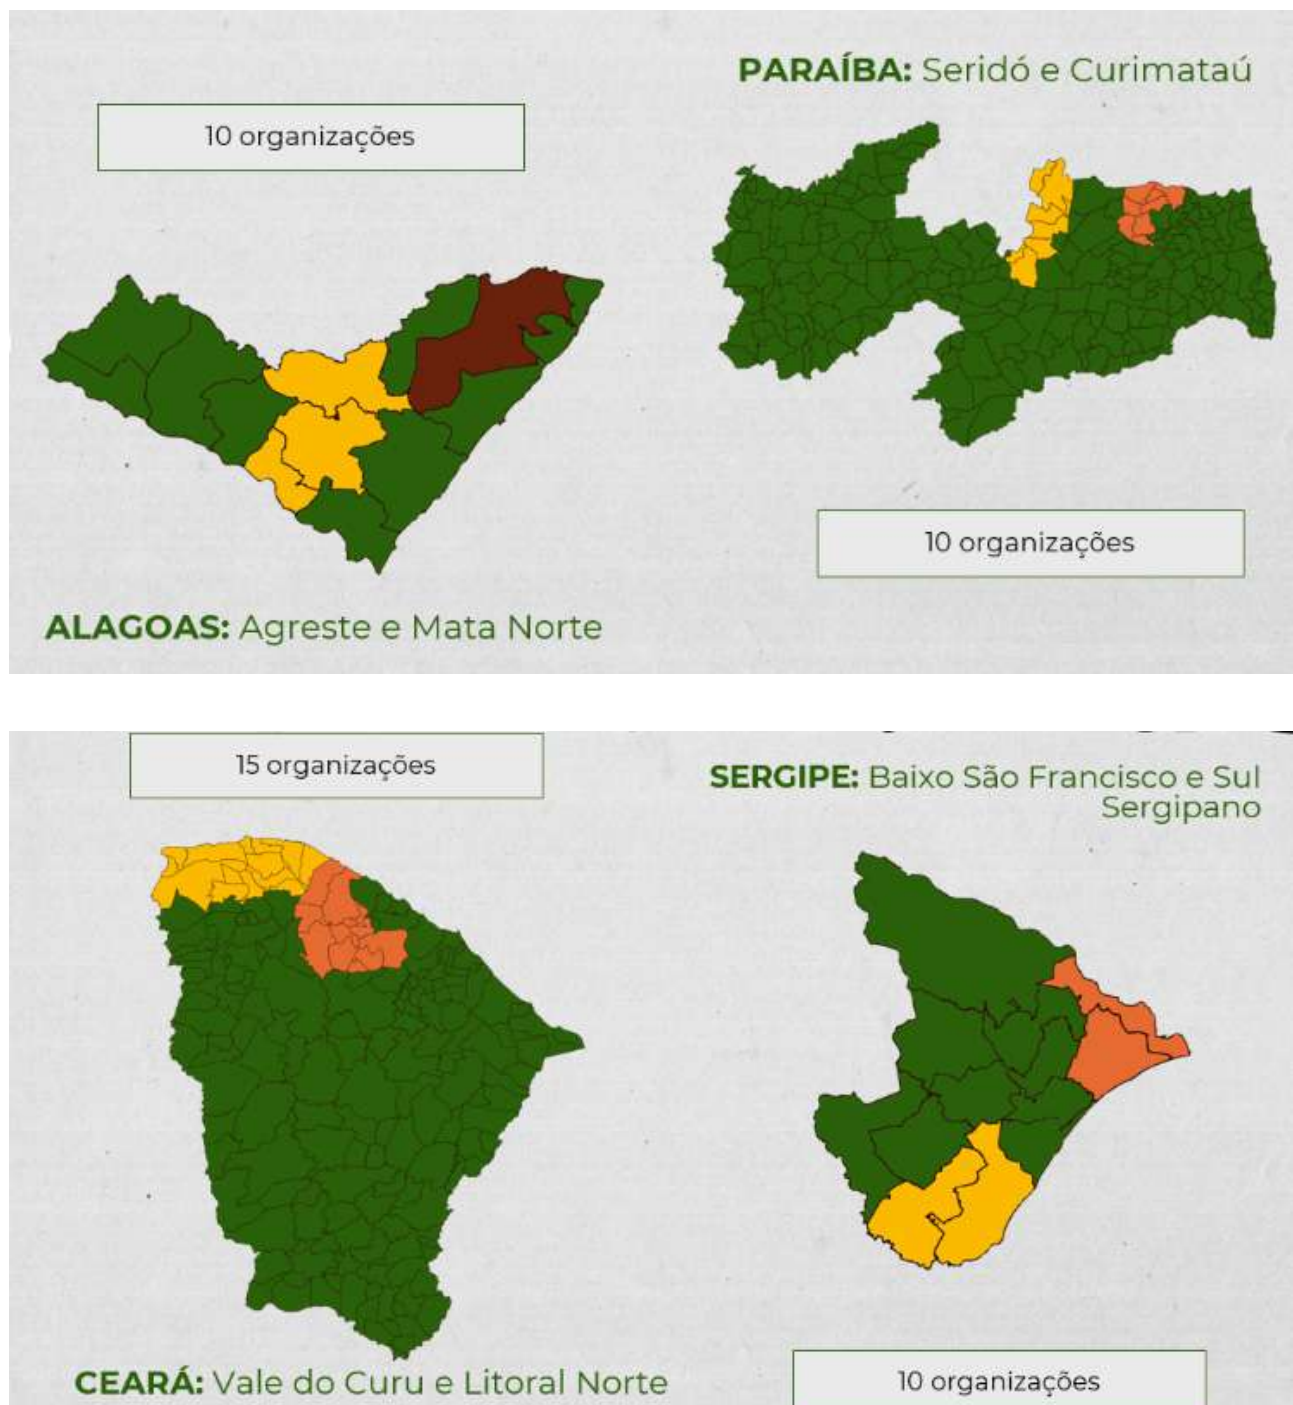 PARAÍBA: Seridó e Curimataú
10 organizações
10 organizações
ALAGOAS: Agreste e Mata Norte
15 organizações
SERGIPE: Baixo São Francisco e Sul
Sergipano
CEARÁ: Vale do Curu e Litoral Norte
10 organizações